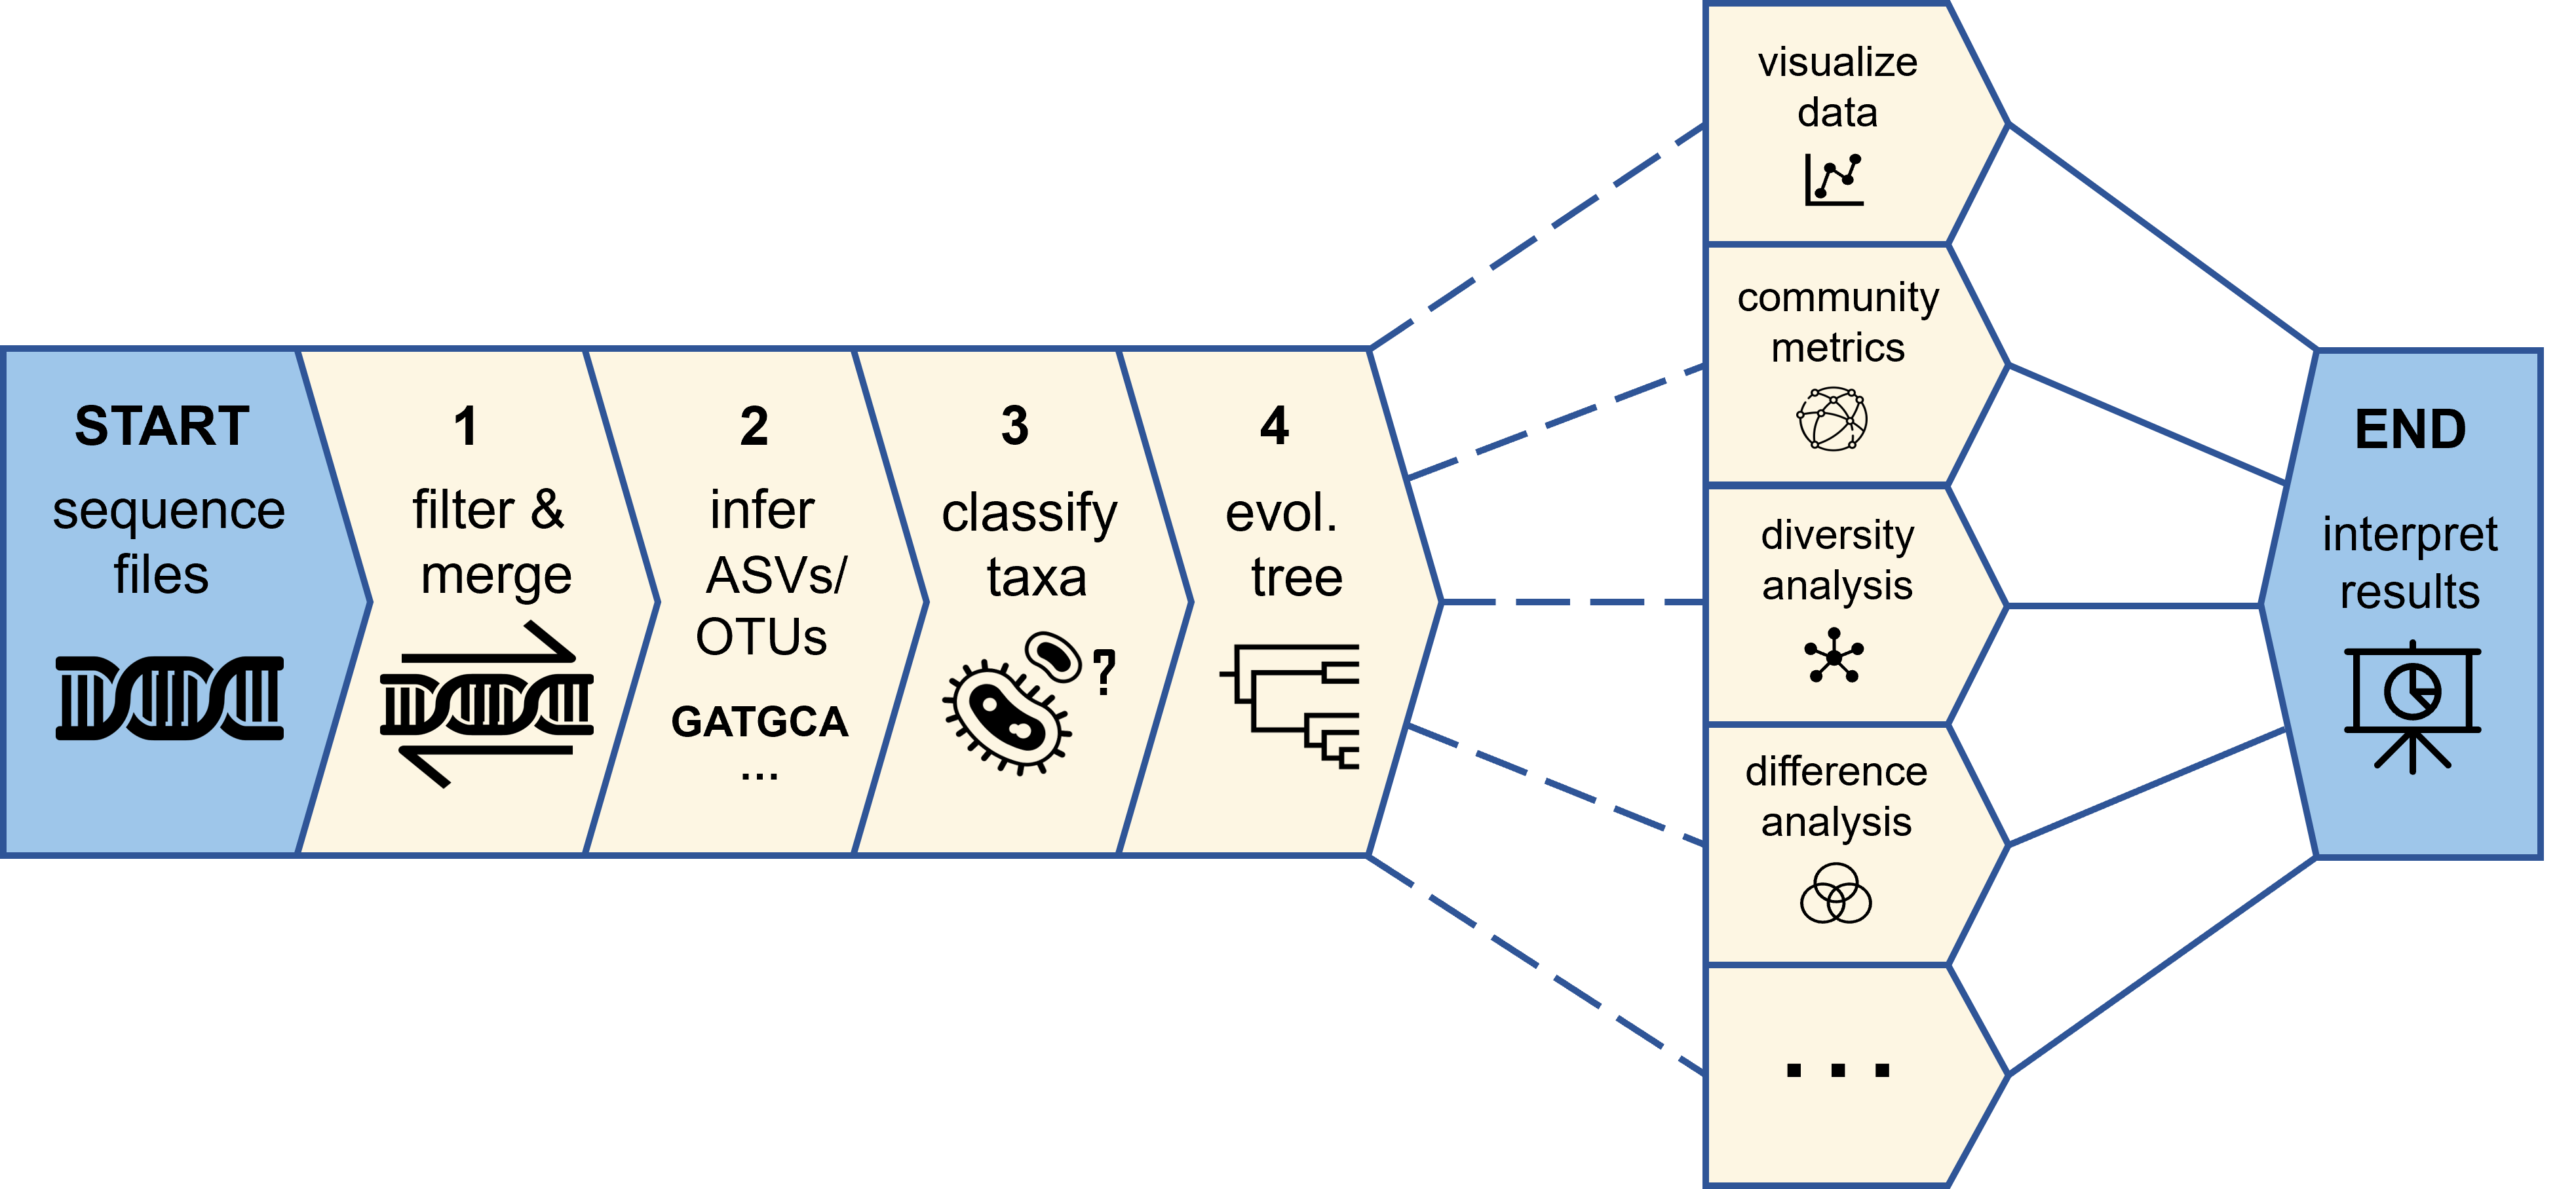 START
sequence
files
1
filter &
merge
2
infer
ASVs/
OTUs
GATGCA
...
3
classify
taxa
?
4
evol.
tree
visualize
data
community
metrics
diversity
analysis
difference
analysis
...
END
interpret
results